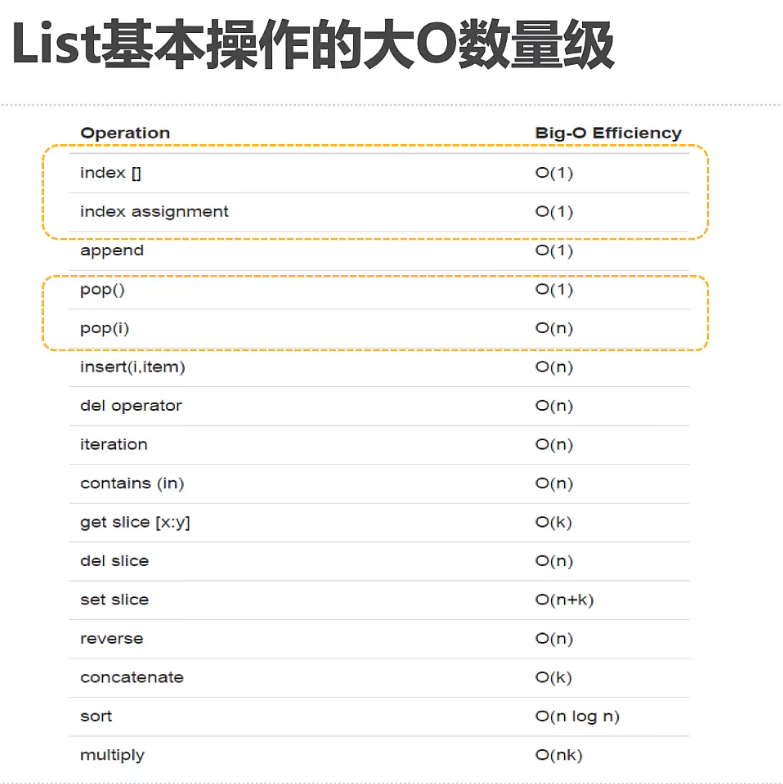 List基本操作的大O数量级
Operation Big-O Efficiency
index [] O(1)
index assignment O(1)
append O(1)
pop() O(1)
pop(i) O(n)
insert(i,item) O(n)
del operator O(n)
iteration O(n)
contains (in) O(n)
get slice [x:y] O(k)
del slice O(n)
set slice O(n+k)
reverse O(n)
concatenate O(k)
sort O(n log n)
multiply O(nk)